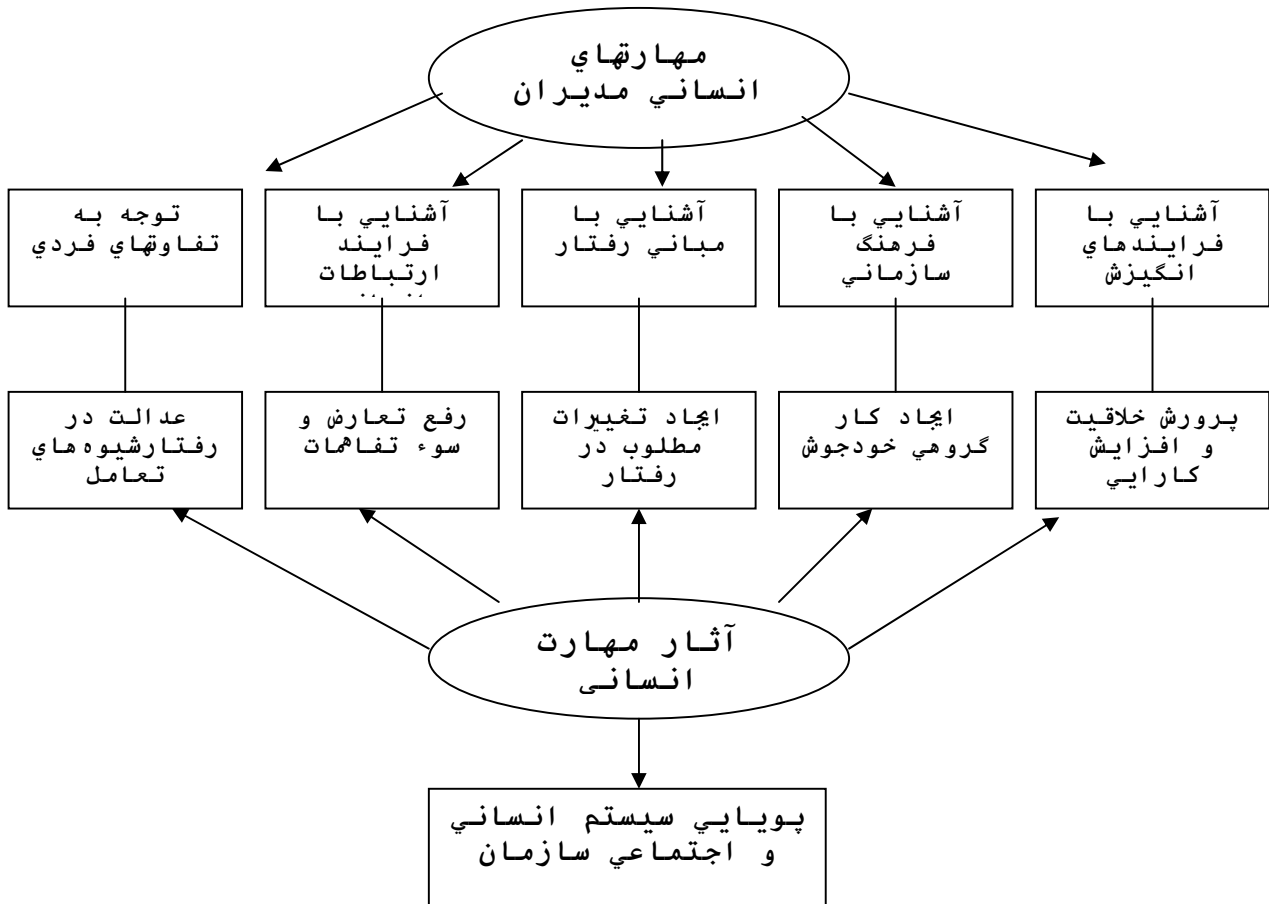 مهارتهاي
انساني مديران
آشنايي با
فرايندهاي
انگيزش
آشنايي با
فرهنگ
سازماني
آشنايي با
مباني رفتار
آشنايي با
فرايند
ارتباطات
توجه به
تفاوتهاي فردي
پرورش خلاقيت
و افزايش
كارايي
ايجاد كار
گروهي خودجوش
ايجاد تغييرات
مطلوب در
رفتار
رفع تعارض و
سوء تفاهمات
عدالت در
رفتارشيوه هاي
تعامل
آثار مهارت
انساني
پويايي سيستم انساني
و اجتماعي سازمان